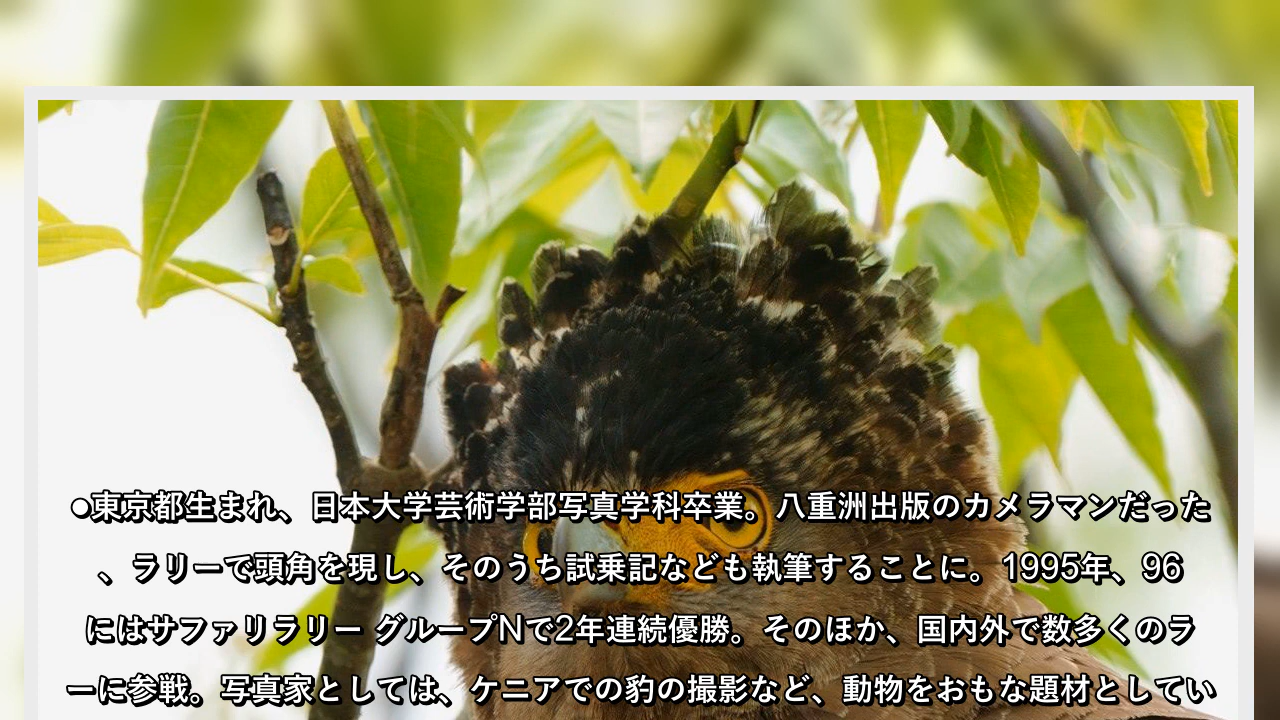 ●東京都生まれ、日本大学芸術学部写真学科卒業。八重洲出版のカメラマンだった
、ラリーで頭角を現し、そのうち試乗記なども執筆することに。1995年、96
にはサファリラリー グループNで2年連続優勝。そのほか、国内外で数多くのラ
ーに参戦。写真家としては、ケニアでの豹の撮影など、動物をおもな題材としてい